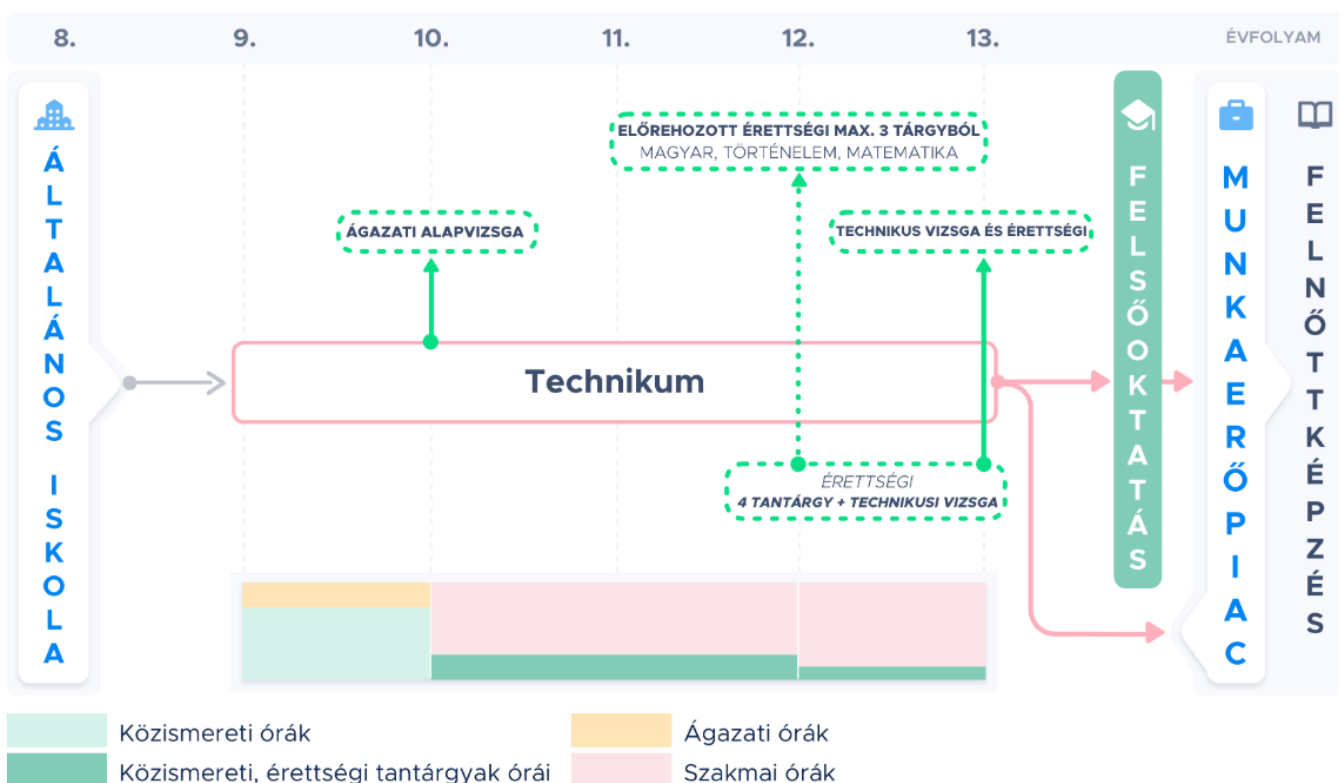 8. 9. 10. 11. 12. 13. ÉVFOLYAM
ÁLTALÁNOS ISKOLA
ELŐREHOZOTT ÉRETTSÉGI MAX. 3 TÁRGYBÓL
MAGYAR, TÖRTÉNELEM, MATEMATIKA
ÁGAZATI ALAPVIZSGA
TECHNIKUS VIZSGA ÉS ÉRETTSÉGI
Technikum
ÉRETTSÉGI
4 TANTÁRGY + TECHNIKUSI VIZSGA
FELSŐOKTATÁS
MUNKAERŐPIAC
FELNŐTTKÉPZÉS
Közismereti órák
Ágazati órák
Közismereti, érettségi tantárgyak órái
Szakmai órák